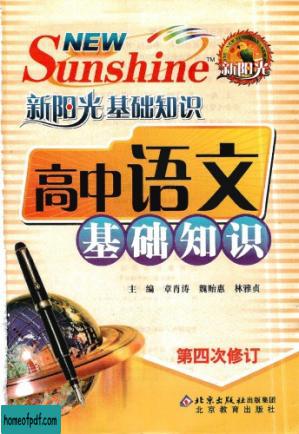 NEW
Sunshine™
新阳光
新阳光基础知识
高中语文
基础知识
主 编 章肖涛 魏贻惠 林雅贞
第四次修订
北京出版社出版集团
北京教育出版社
homeofpdf.com